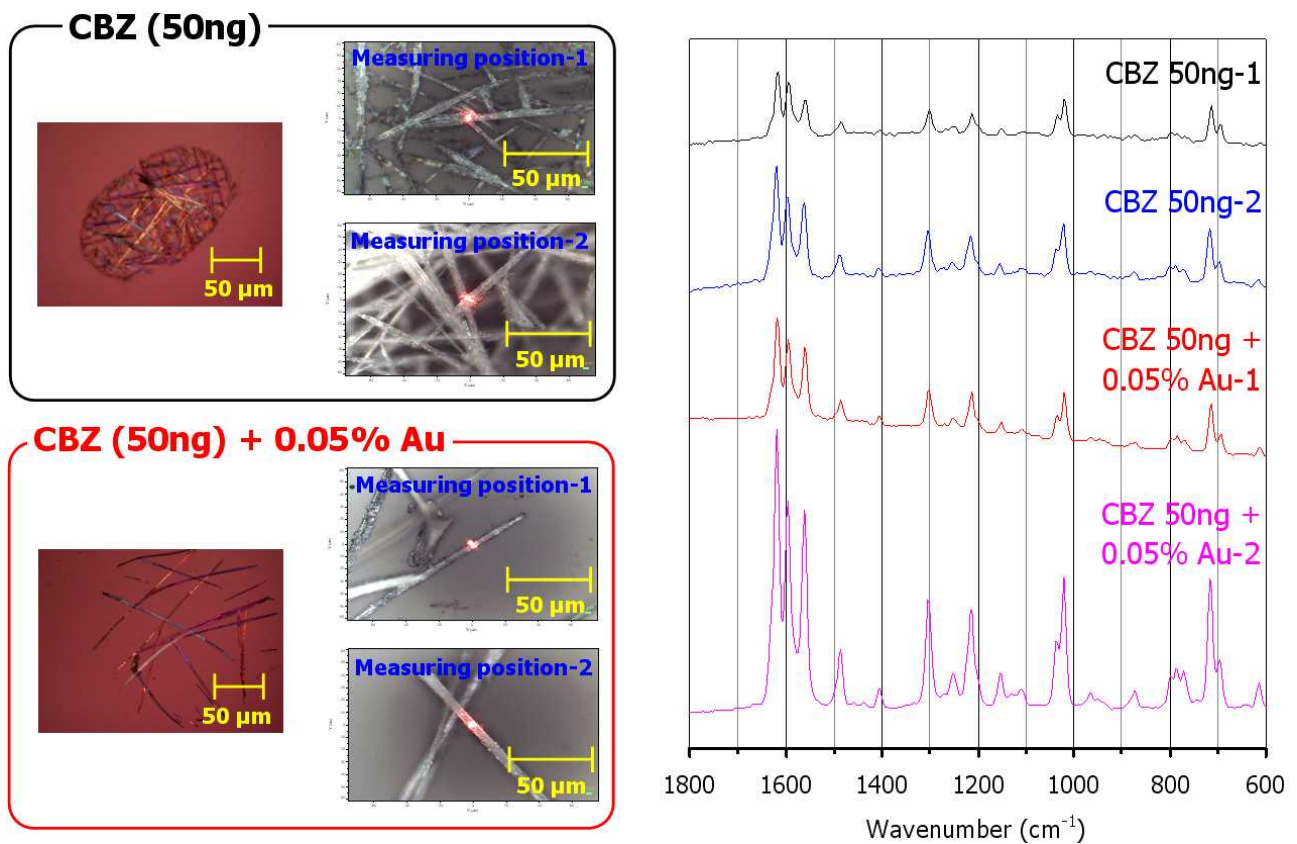 CBZ (50ng)
Measuring position-1
50 µm
50 µm
Measuring position-2
50 µm
CBZ (50ng) + 0.05% Au
Measuring position-1
50 µm
50 µm
Measuring position-2
50 µm
CBZ 50ng-1
CBZ 50ng-2
CBZ 50ng +
0.05% Au-1
CBZ 50ng +
0.05% Au-2
1800 1600 1400 1200 1000 800 600
Wavenumber (cm⁻¹)